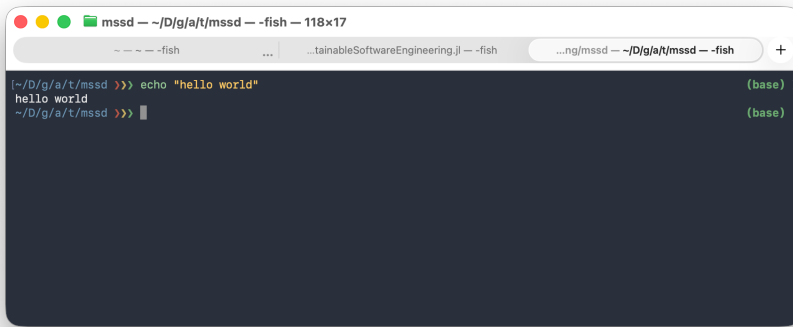 mssd — ~/D/g/a/t/mssd — -fish — 118×17
~ — ~ — -fish ... ...tainableSoftwareEngineering.jl — -fish ...ng/mssd — ~/D/g/a/t/mssd — -fish +
[~/D/g/a/t/mssd ❯❯❯ echo "hello world" (base)
hello world
~/D/g/a/t/mssd ❯❯❯ (base)